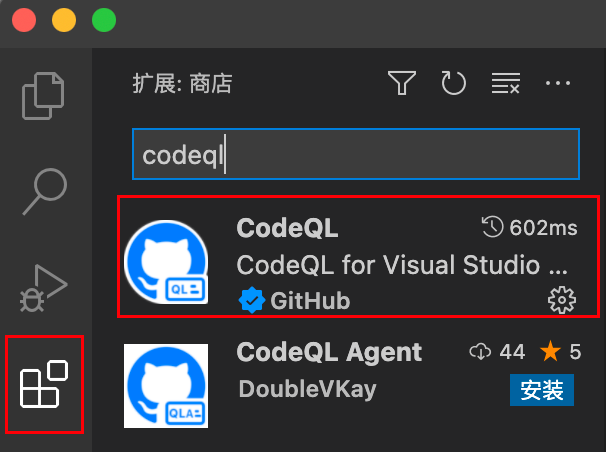 扩展: 商店
codeql
CodeQL
602ms
CodeQL for Visual Studio ...
GitHub
QL
CodeQL Agent
44
5
DoubleVKay
安装
QLA